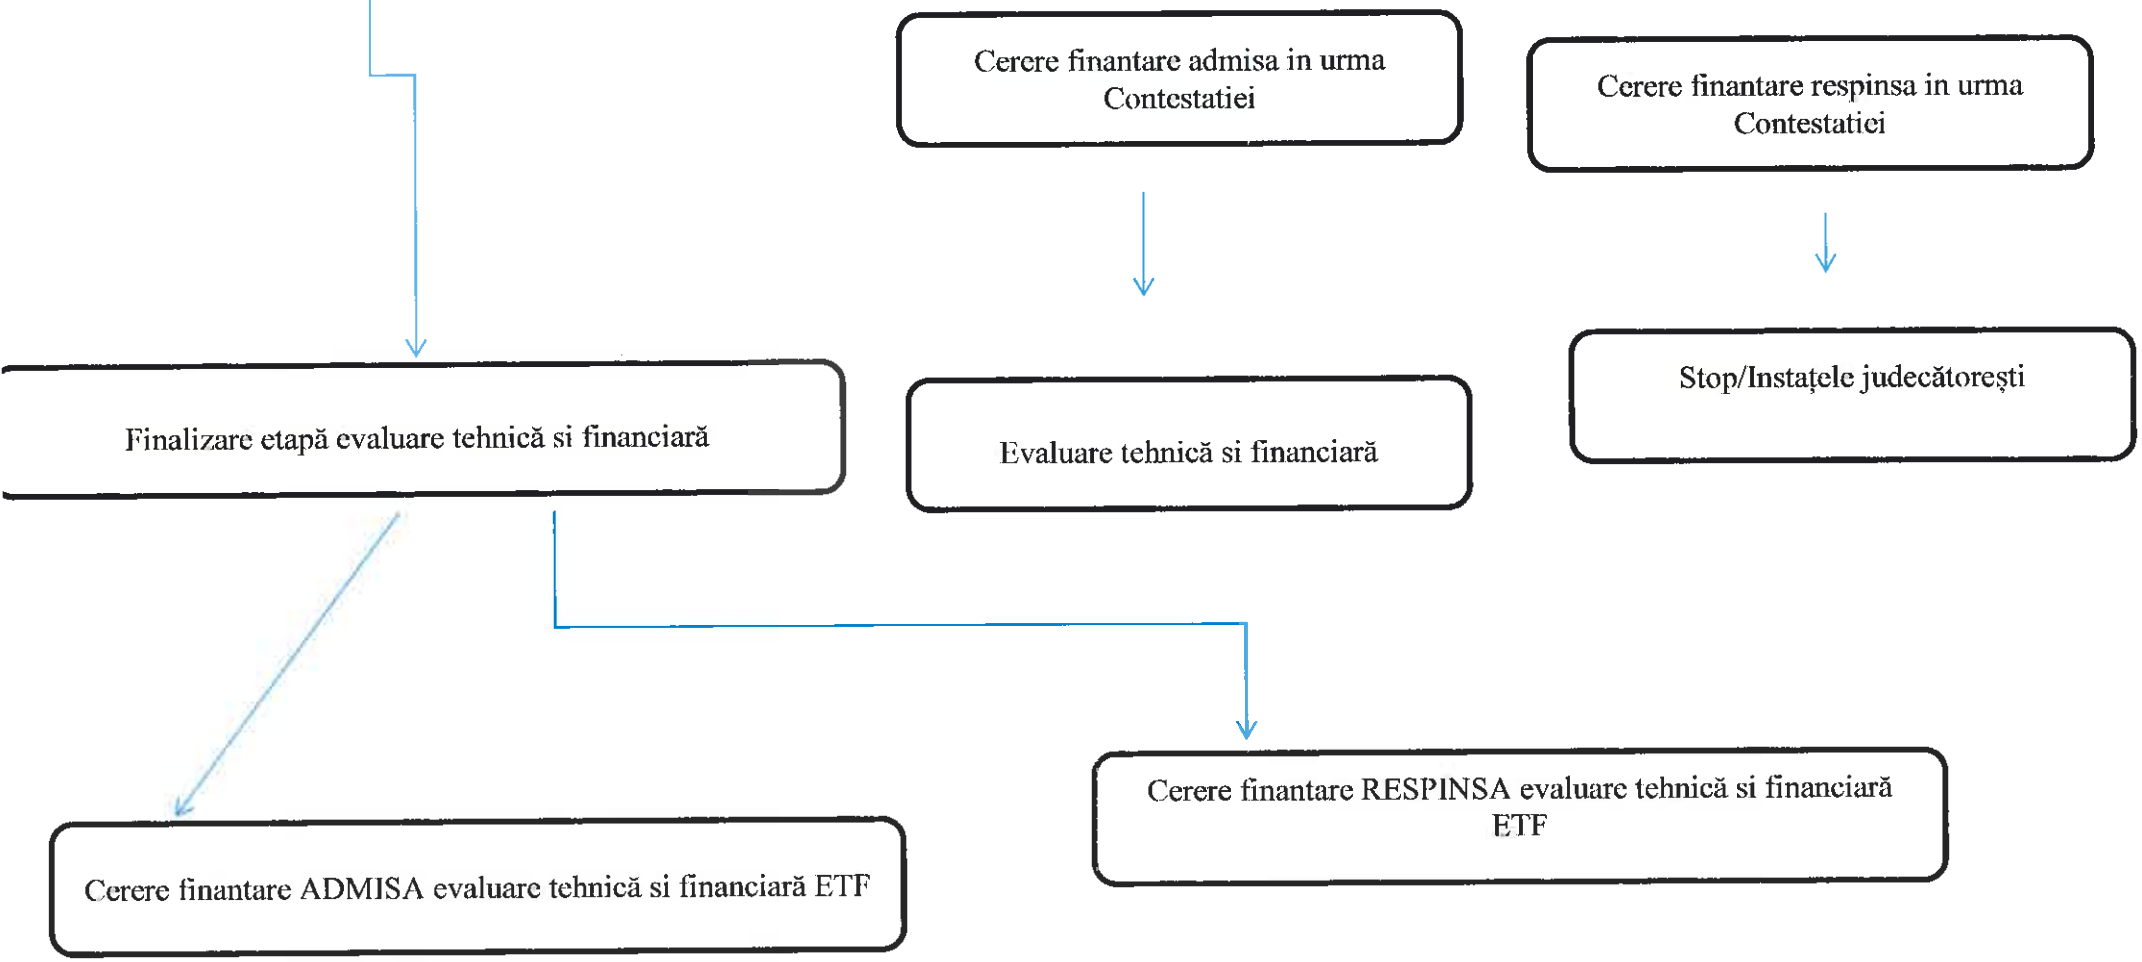 Cerere finantare admisa in urma
Contestatiei
Cerere finantare respinsa in urma
Contestatiei
Stop/Instațele judecătorești
Finalizare etapă evaluare tehnică si financiară
Evaluare tehnică si financiară
Cerere finantare RESPINSA evaluare tehnică si financiară
ETF
Cerere finantare ADMISA evaluare tehnică si financiară ETF